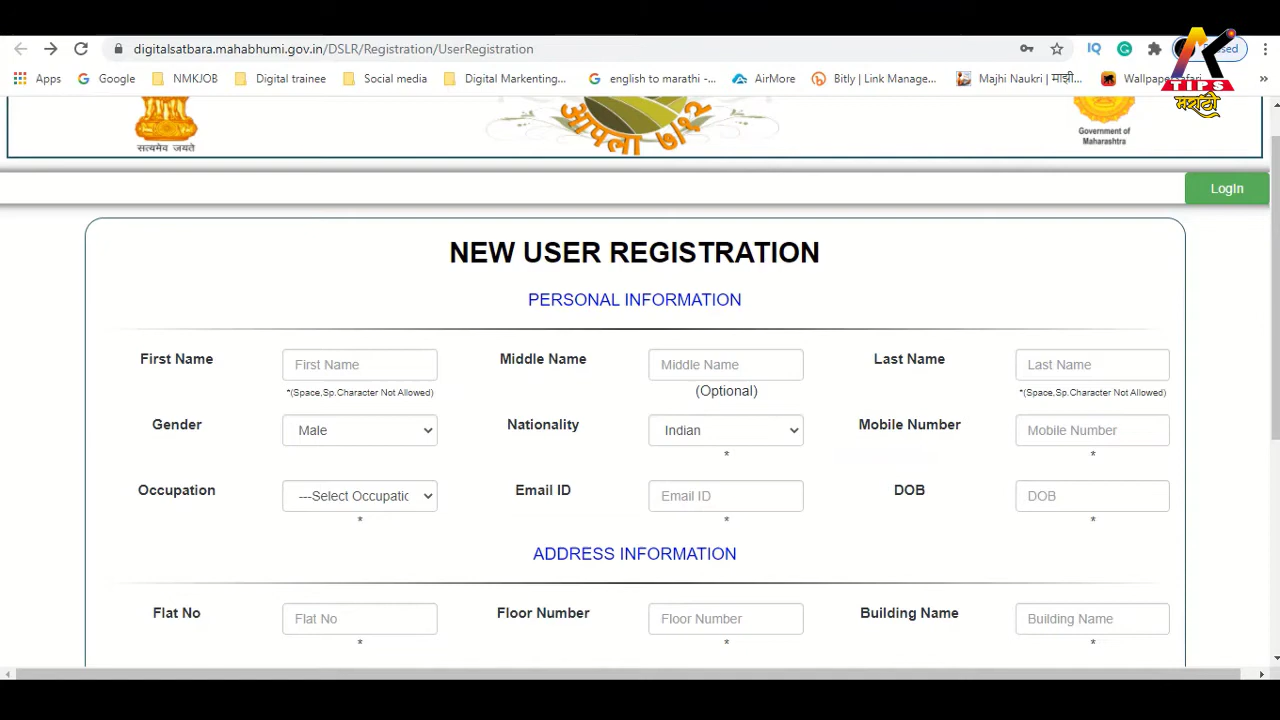 digitalsatbara.mahabhumi.gov.in/DSLR/Registration/UserRegistration
Apps Google NMKJOB Digital trainee Social media Digital Marketing... english to marathi -... AirMore Bitly | Link Manage... Majhi Naukri | माझी... »
TIPS
मराठी
सत्यमेव जयते
आपला ७/१२
Government of
Maharashtra
LogIn
NEW USER REGISTRATION
PERSONAL INFORMATION
First Name First Name Middle Name Middle Name Last Name Last Name
*(Space,Sp.Character Not Allowed) (Optional) *(Space,Sp.Character Not Allowed)
Gender Male Nationality Indian Mobile Number Mobile Number
* *
Occupation ---Select Occupatic Email ID Email ID DOB DOB
* * *
ADDRESS INFORMATION
Flat No Flat No Floor Number Floor Number Building Name Building Name
* * *